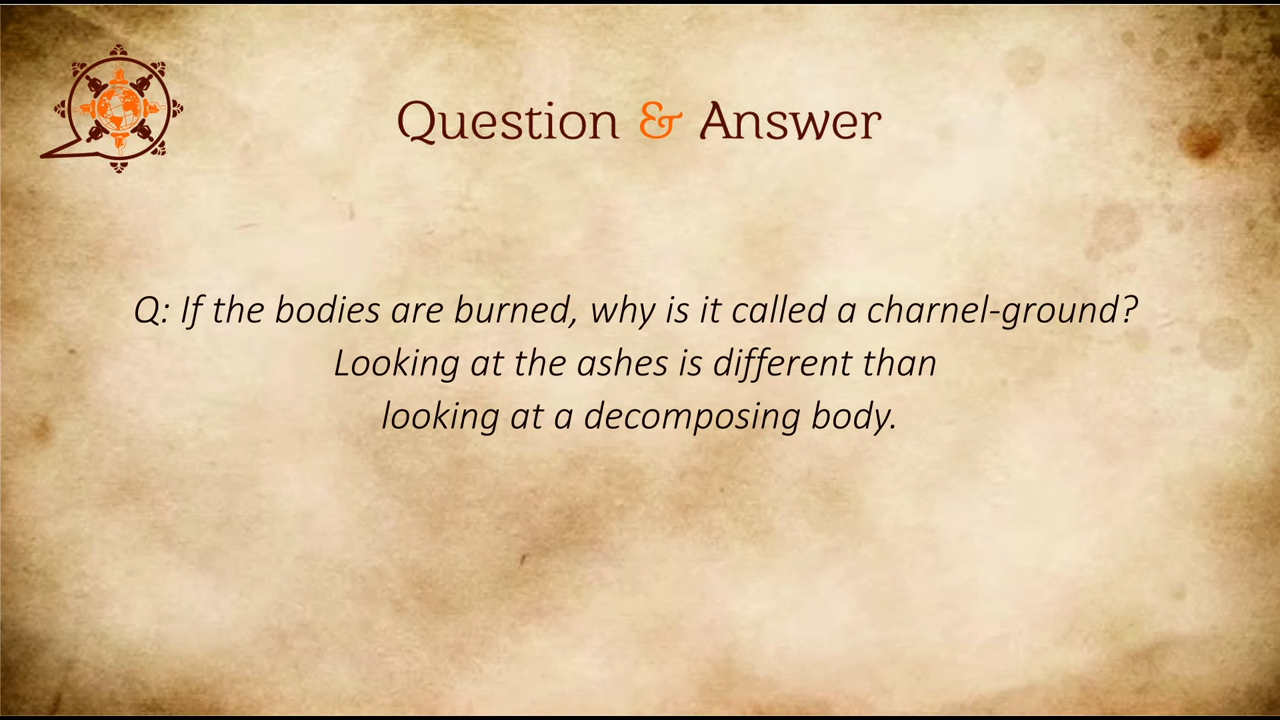 Question & Answer
Q: If the bodies are burned, why is it called a charnel-ground?
Looking at the ashes is different than
looking at a decomposing body.